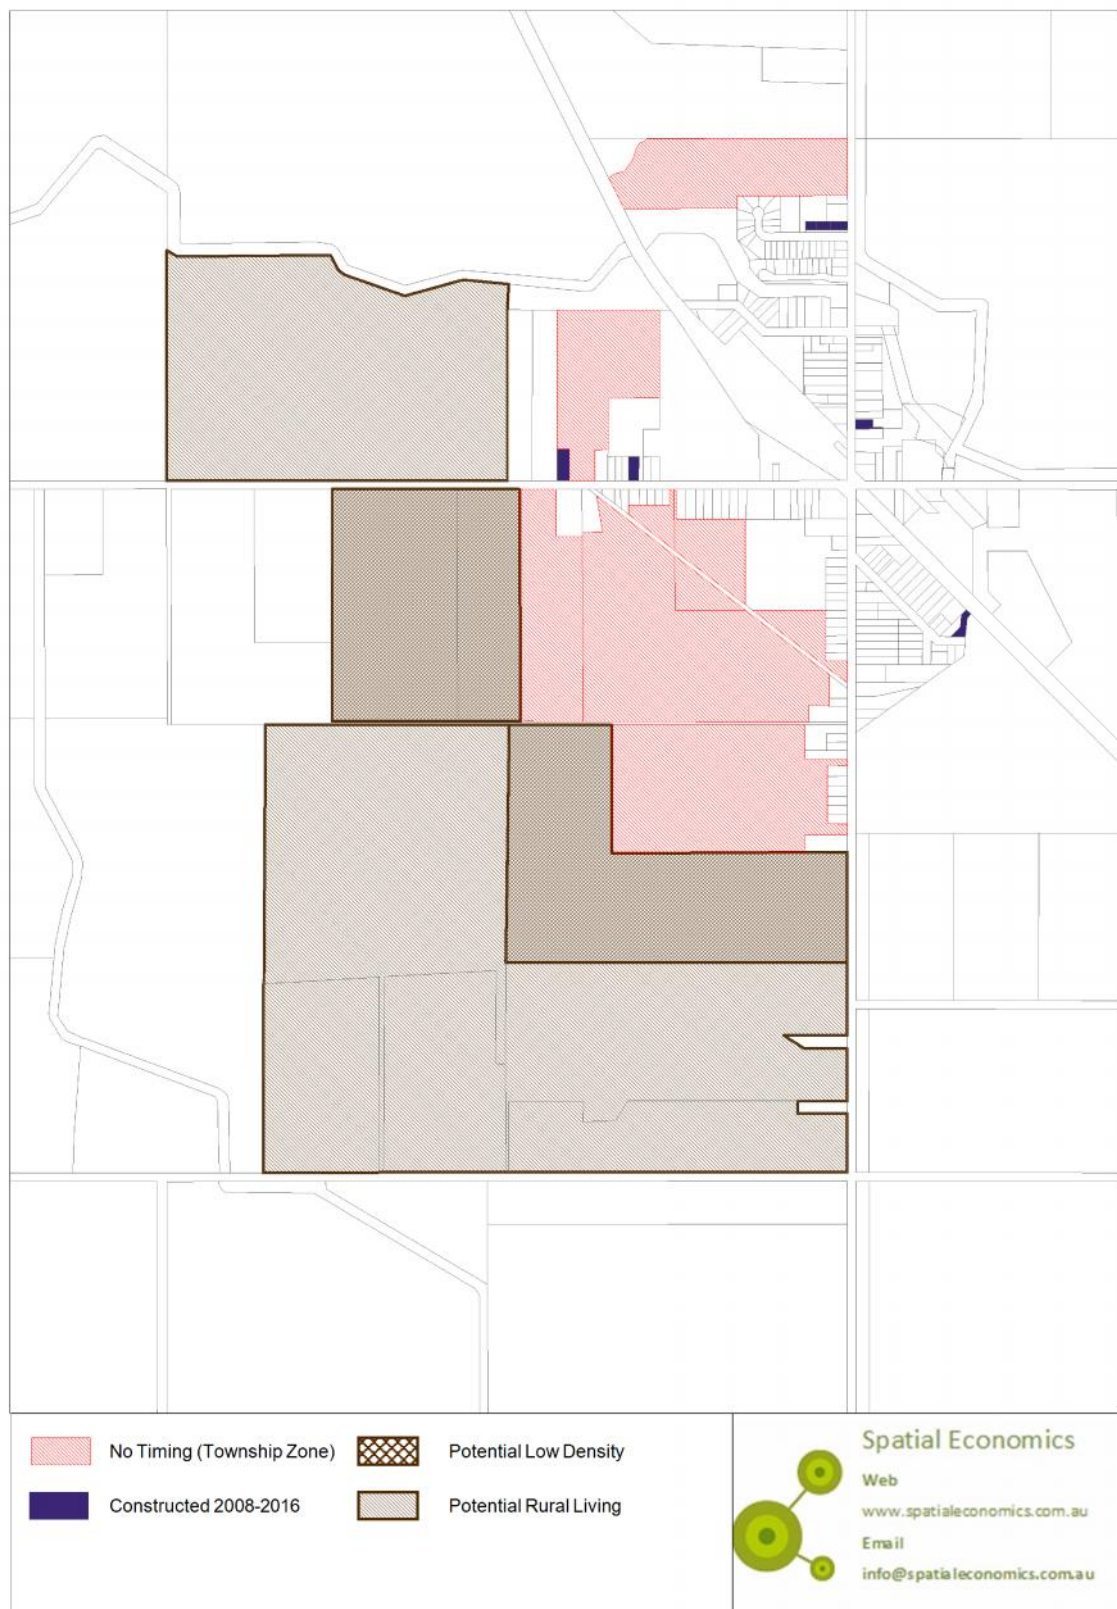 No Timing (Township Zone)
Potential Low Density
Constructed 2008-2016
Potential Rural Living
Spatial Economics
Web
www.spatialeconomics.com.au
Email
info@spatialeconomics.com.au